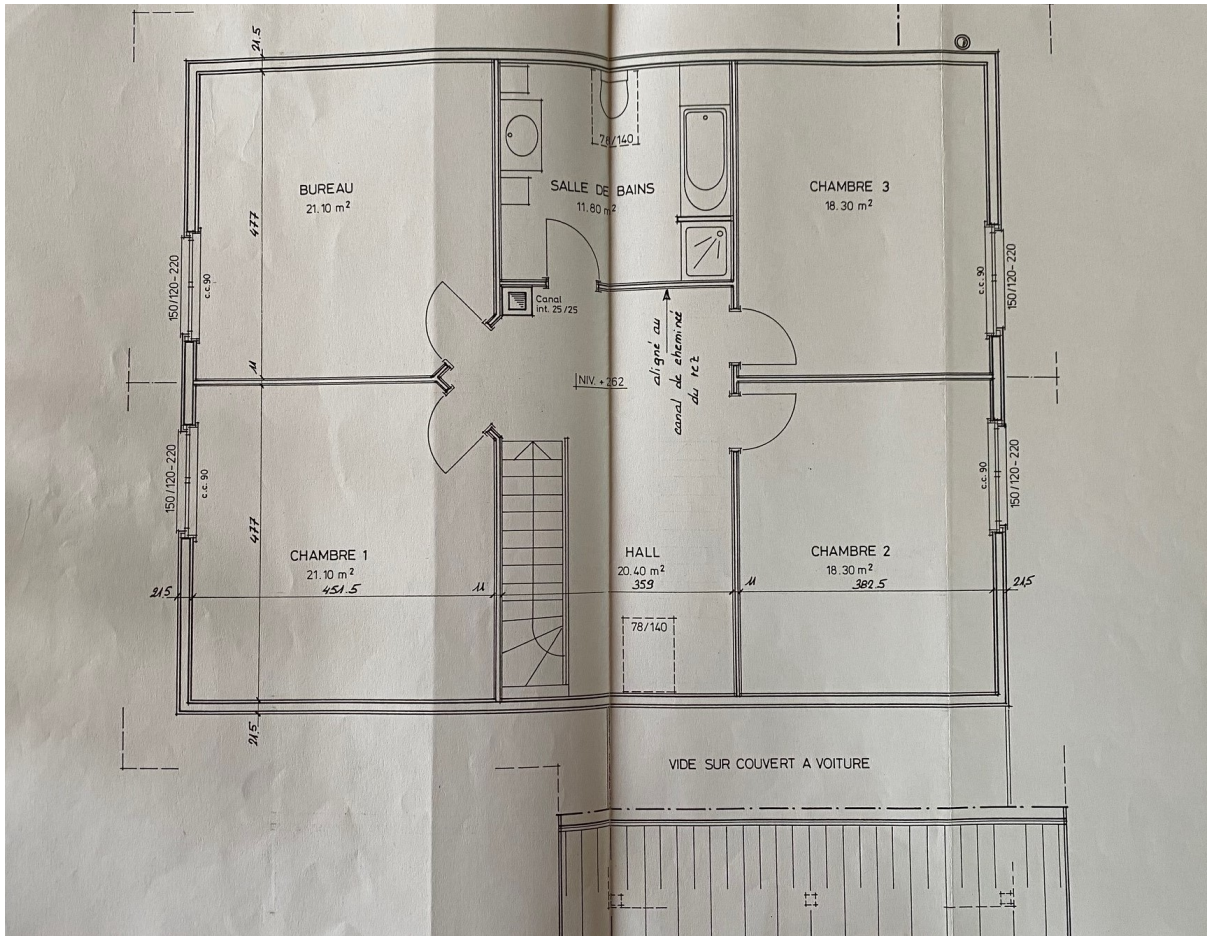 21.5
BUREAU
21.10 m²
477
150/120-220
c.c. 90
11
78/140
SALLE DE BAINS
11.80 m²
Canal
int. 25/25
CHAMBRE 3
18.30 m²
c.c. 90
150/120-220
NIV. +262
aligné au
canal de cheminée
du rez
150/120-220
c.c. 90
477
CHAMBRE 1
21.10 m²
451.5
21.5
11
HALL
20.40 m²
359
78/140
11
CHAMBRE 2
18.30 m²
382.5
21.5
c.c. 90
150/120-220
21.5
VIDE SUR COUVERT A VOITURE